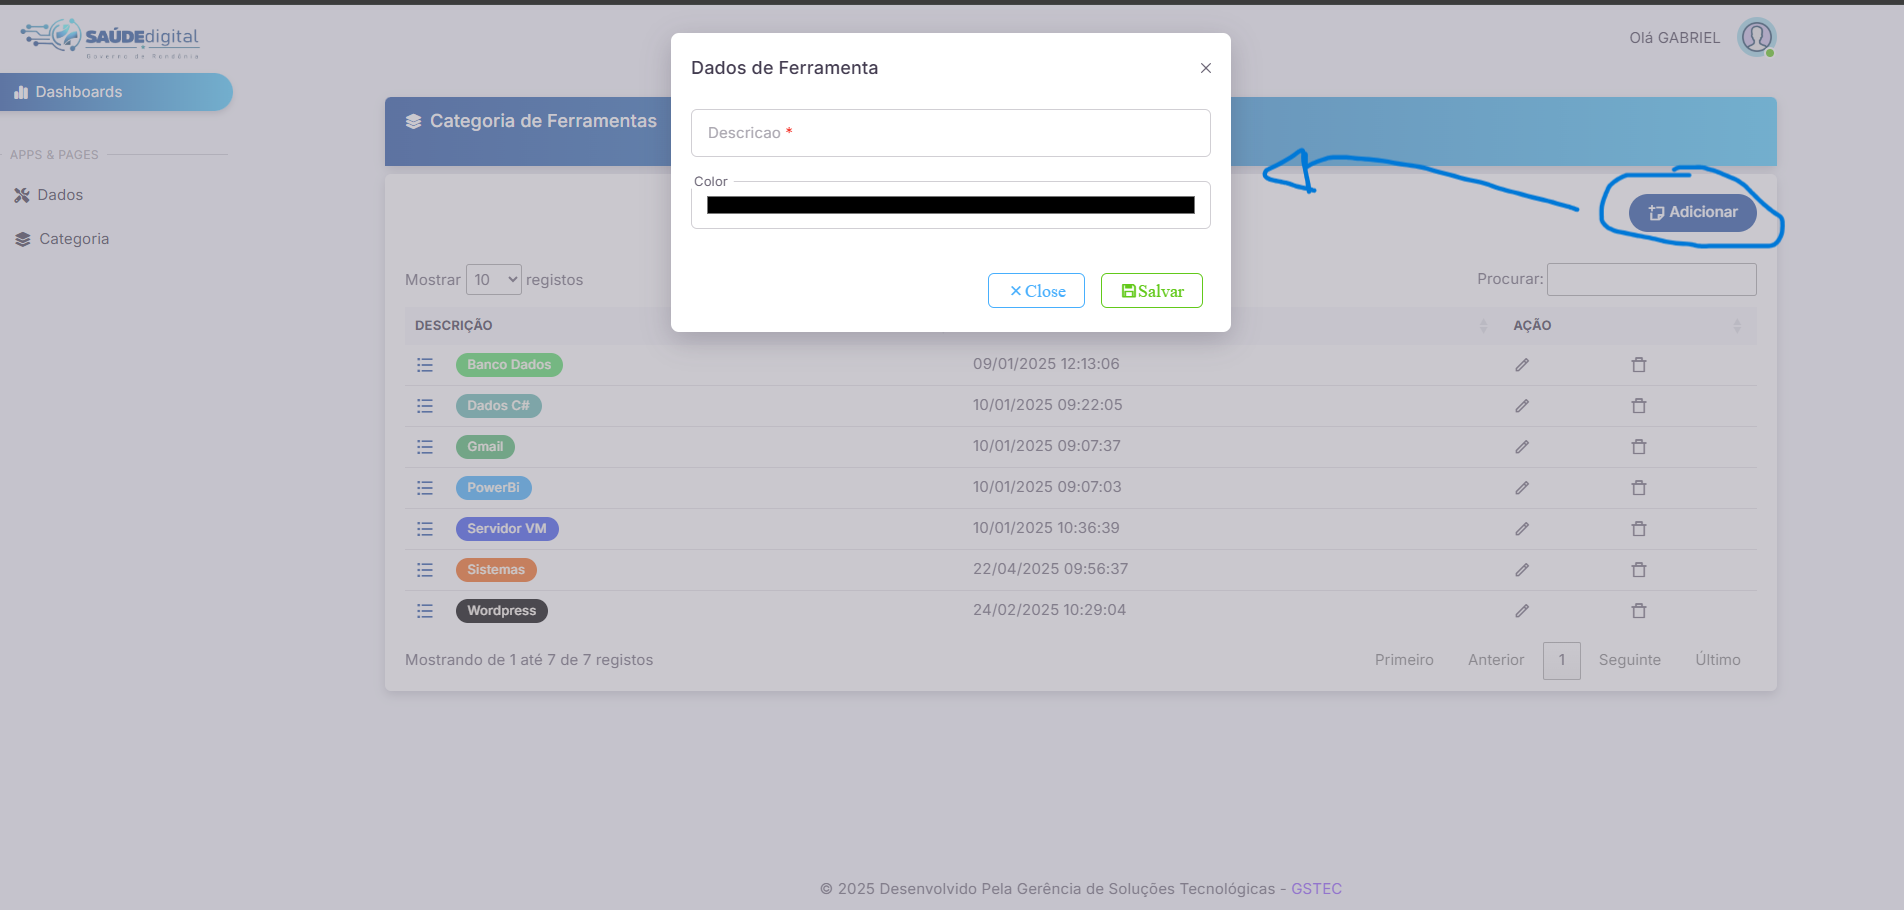 SAÚDEdigital
Governo de Rondônia
Olá GABRIEL
Dashboards
APPS & PAGES
Dados
Categoria
Categoria de Ferramentas
Dados de Ferramenta
Descricao *
Color
Close
Salvar
Adicionar
Mostrar 10 registos
Procurar:
DESCRIÇÃO
AÇÃO
Banco Dados 09/01/2025 12:13:06
Dados C# 10/01/2025 09:22:05
Gmail 10/01/2025 09:07:37
PowerBi 10/01/2025 09:07:03
Servidor VM 10/01/2025 10:36:39
Sistemas 22/04/2025 09:56:37
Wordpress 24/02/2025 10:29:04
Mostrando de 1 até 7 de 7 registos
Primeiro Anterior 1 Seguinte Último
© 2025 Desenvolvido Pela Gerência de Soluções Tecnológicas - GSTEC